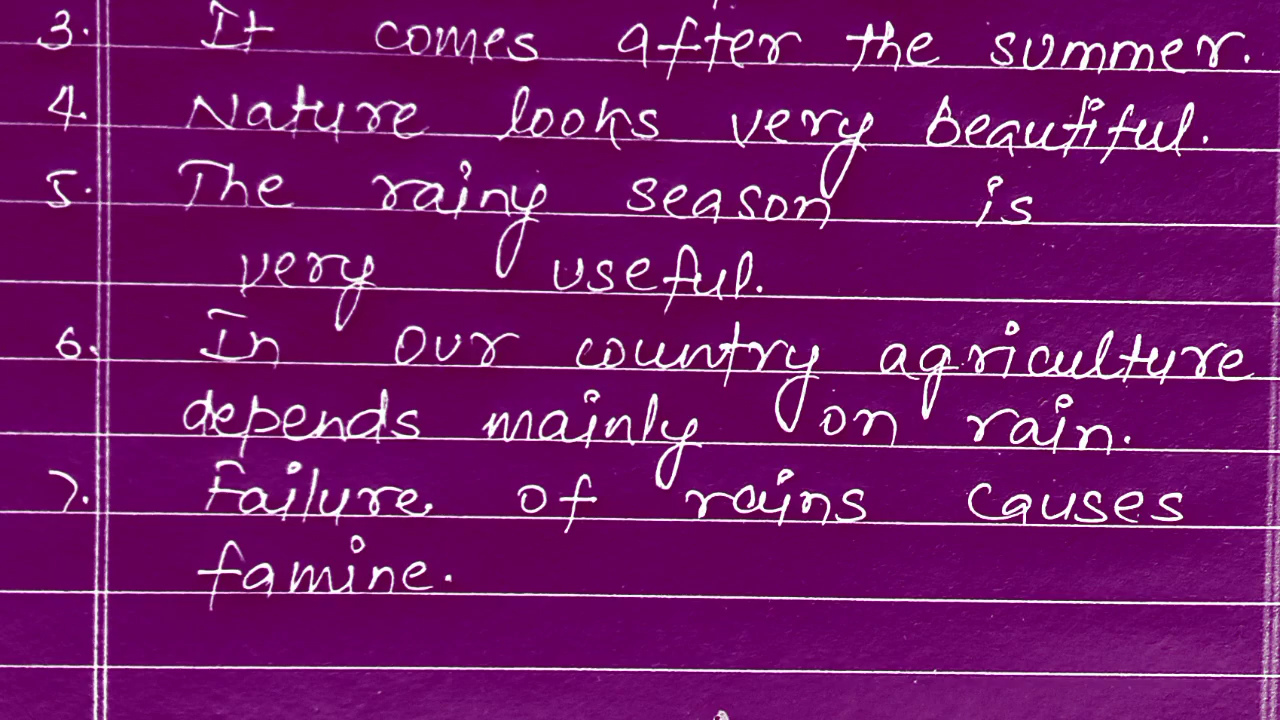 3. It comes after the summer.
4. Nature looks very beautiful.
5. The rainy season is
very useful.
6. In our country agriculture
depends mainly on rain.
7. Failure of rains causes
famine.